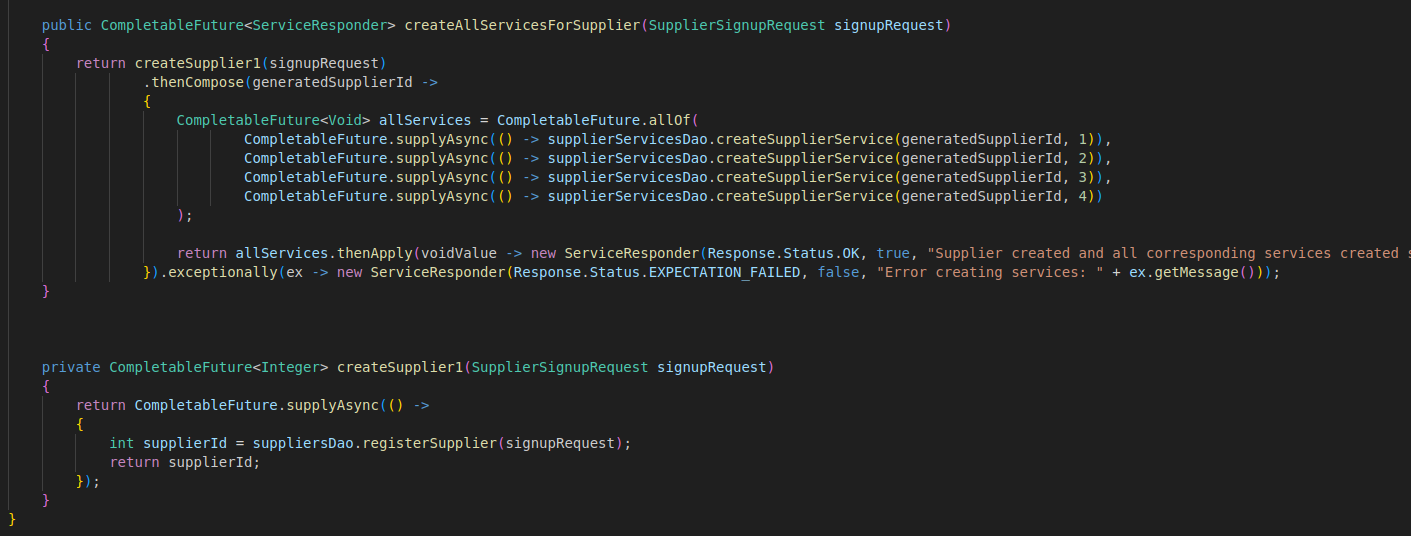 public CompletableFuture<ServiceResponder> createAllServicesForSupplier(SupplierSignupRequest signupRequest)
{
return createSupplier1(signupRequest)
.thenCompose(generatedSupplierId ->
{
CompletableFuture<Void> allServices = CompletableFuture.allOf(
CompletableFuture.supplyAsync(() -> supplierServicesDao.createSupplierService(generatedSupplierId, 1)),
CompletableFuture.supplyAsync(() -> supplierServicesDao.createSupplierService(generatedSupplierId, 2)),
CompletableFuture.supplyAsync(() -> supplierServicesDao.createSupplierService(generatedSupplierId, 3)),
CompletableFuture.supplyAsync(() -> supplierServicesDao.createSupplierService(generatedSupplierId, 4))
);
return allServices.thenApply(voidValue -> new ServiceResponder(Response.Status.OK, true, "Supplier created and all corresponding services created
}).exceptionally(ex -> new ServiceResponder(Response.Status.EXPECTATION_FAILED, false, "Error creating services: " + ex.getMessage()));
}
private CompletableFuture<Integer> createSupplier1(SupplierSignupRequest signupRequest)
{
return CompletableFuture.supplyAsync(() ->
{
int supplierId = suppliersDao.registerSupplier(signupRequest);
return supplierId;
});
}
}